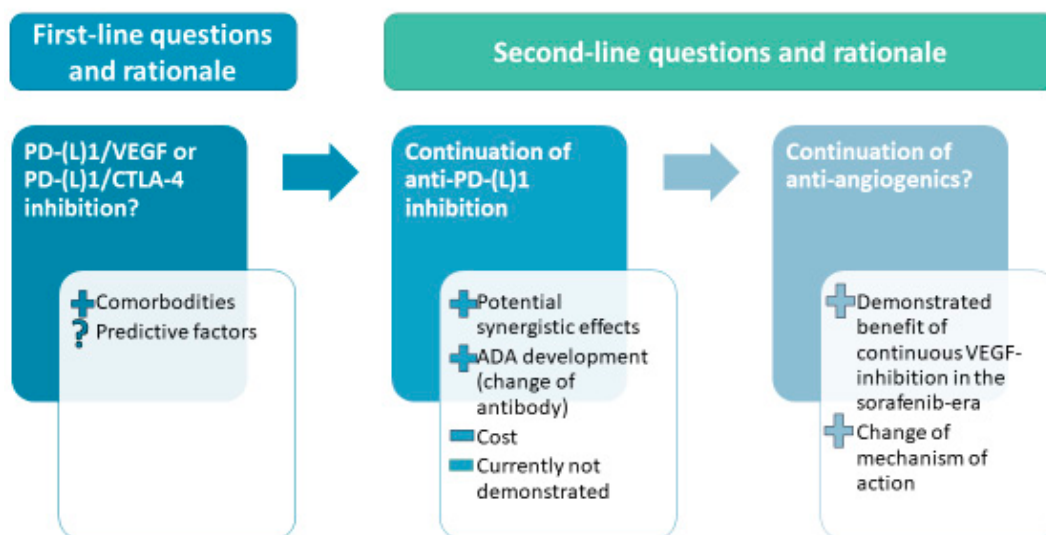 First-line questions
and rationale
Second-line questions and rationale
PD-(L)1/VEGF or
PD-(L)1/CTLA-4
inhibition?
Comorbodities
Predictive factors
Continuation of
anti-PD-(L)1
inhibition
Potential
synergistic effects
ADA development
(change of
antibody)
Cost
Currently not
demonstrated
Continuation of
anti-angiogenics?
Demonstrated
benefit of
continuous VEGF-
inhibition in the
sorafenib-era
Change of
mechanism of
action